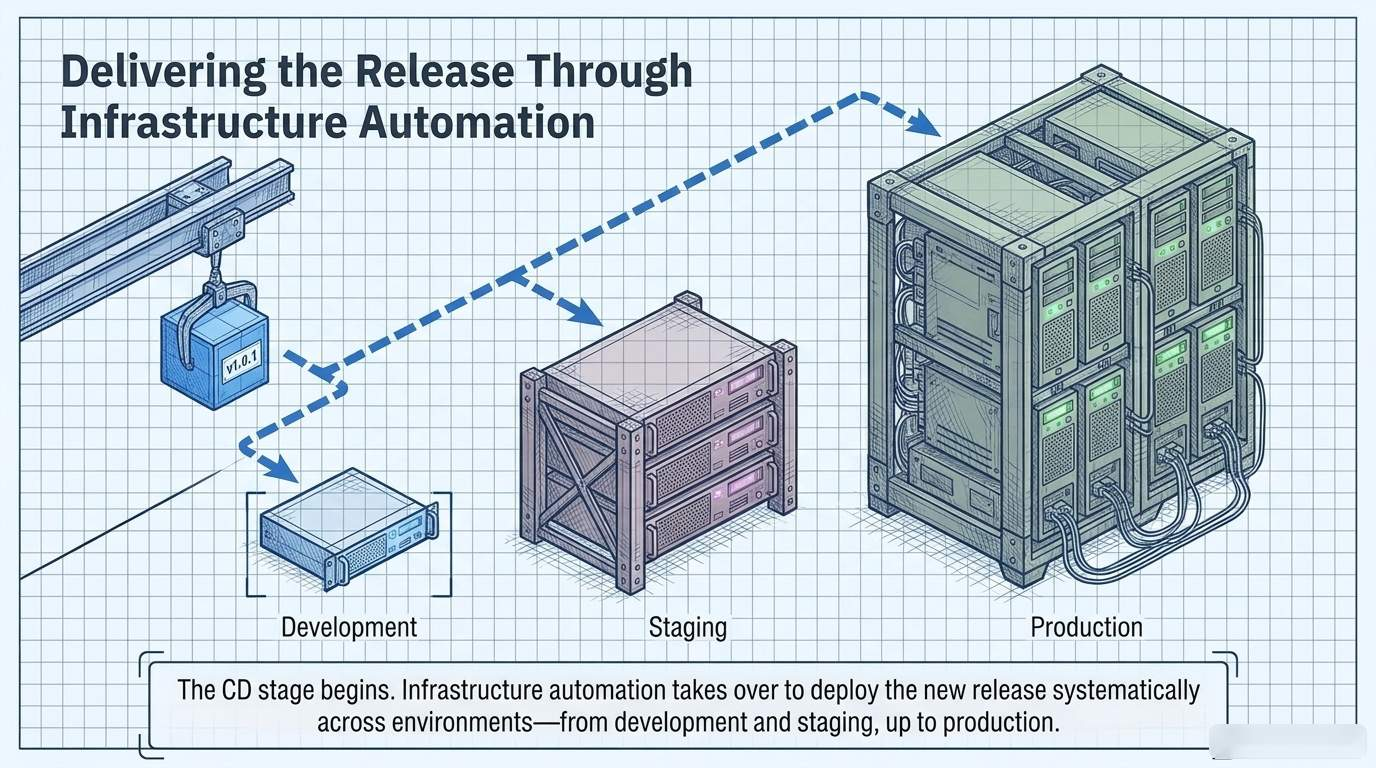 Delivering the Release Through
Infrastructure Automation
v1.0.1
Development
Staging
Production
The CD stage begins. Infrastructure automation takes over to deploy the new release systematically
across environments—from development and staging, up to production.